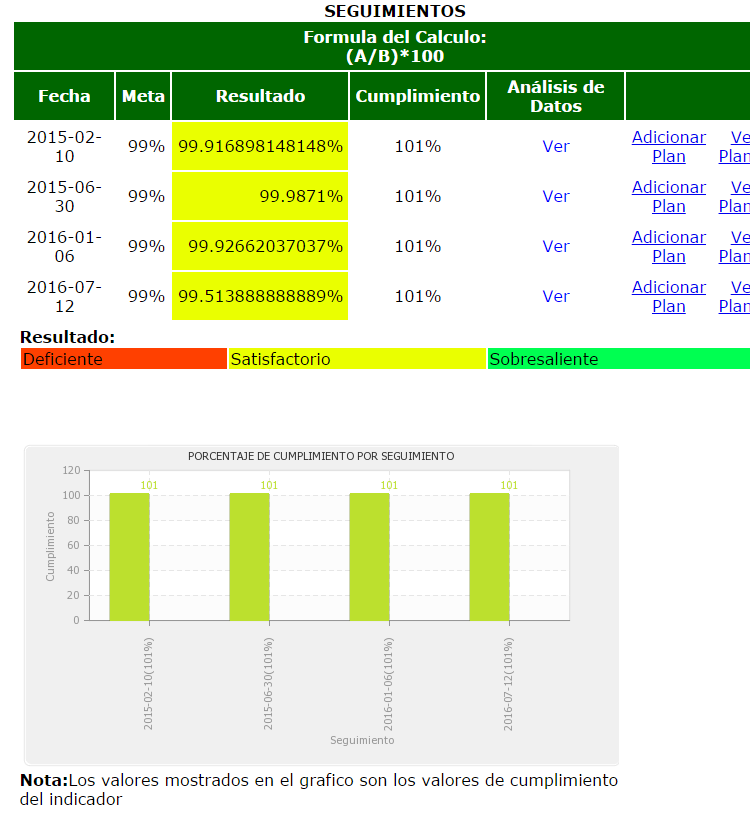 SEGUIMIENTOS
Formula del Calculo:
(A/B)*100
Fecha Meta Resultado Cumplimiento Análisis de
Datos
2015-02-
10 99% 99.916898148148% 101% Ver Adicionar
Plan Ve
Plan
2015-06-
30 99% 99.9871% 101% Ver Adicionar
Plan Ve
Plan
2016-01-
06 99% 99.92662037037% 101% Ver Adicionar
Plan Ve
Plan
2016-07-
12 99% 99.513888888889% 101% Ver Adicionar
Plan Ve
Plan
Resultado:
Deficiente Satisfactorio Sobresaliente
PORCENTAJE DE CUMPLIMIENTO POR SEGUIMIENTO
120
100
80
60
40
20
0
Cumplimiento
101 101 101 101
2015-02-10(101%)
2015-06-30(101%)
2016-01-06(101%)
2016-07-12(101%)
Seguimiento
Nota:Los valores mostrados en el grafico son los valores de cumplimiento
del indicador